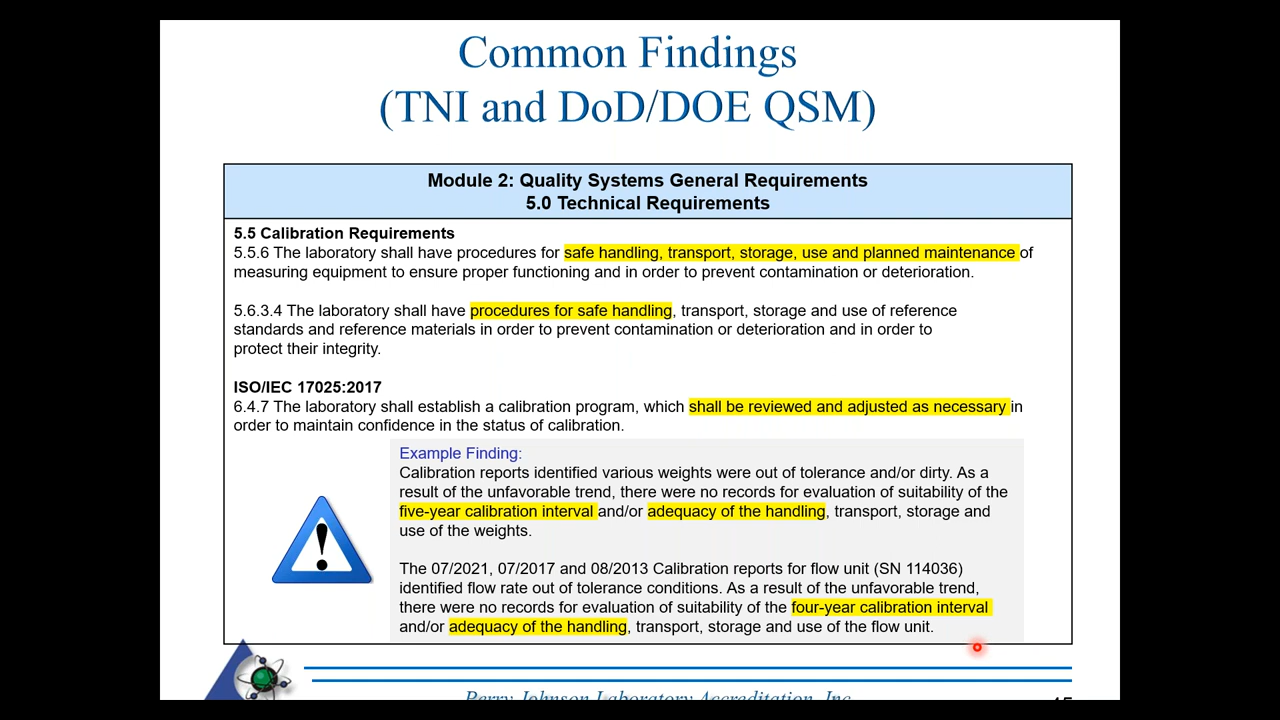 Common Findings
(TNI and DoD/DOE QSM)
Module 2: Quality Systems General Requirements
5.0 Technical Requirements
5.5 Calibration Requirements
5.5.6 The laboratory shall have procedures for safe handling, transport, storage, use and planned maintenance of
measuring equipment to ensure proper functioning and in order to prevent contamination or deterioration.
5.6.3.4 The laboratory shall have procedures for safe handling, transport, storage and use of reference
standards and reference materials in order to prevent contamination or deterioration and in order to
protect their integrity.
ISO/IEC 17025:2017
6.4.7 The laboratory shall establish a calibration program, which shall be reviewed and adjusted as necessary in
order to maintain confidence in the status of calibration.
Example Finding:
Calibration reports identified various weights were out of tolerance and/or dirty. As a
result of the unfavorable trend, there were no records for evaluation of suitability of the
five-year calibration interval and/or adequacy of the handling, transport, storage and
use of the weights.
The 07/2021, 07/2017 and 08/2013 Calibration reports for flow unit (SN 114036)
identified flow rate out of tolerance conditions. As a result of the unfavorable trend,
there were no records for evaluation of suitability of the four-year calibration interval
and/or adequacy of the handling, transport, storage and use of the flow unit.
Perry Johnson Laboratory Accreditation, Inc